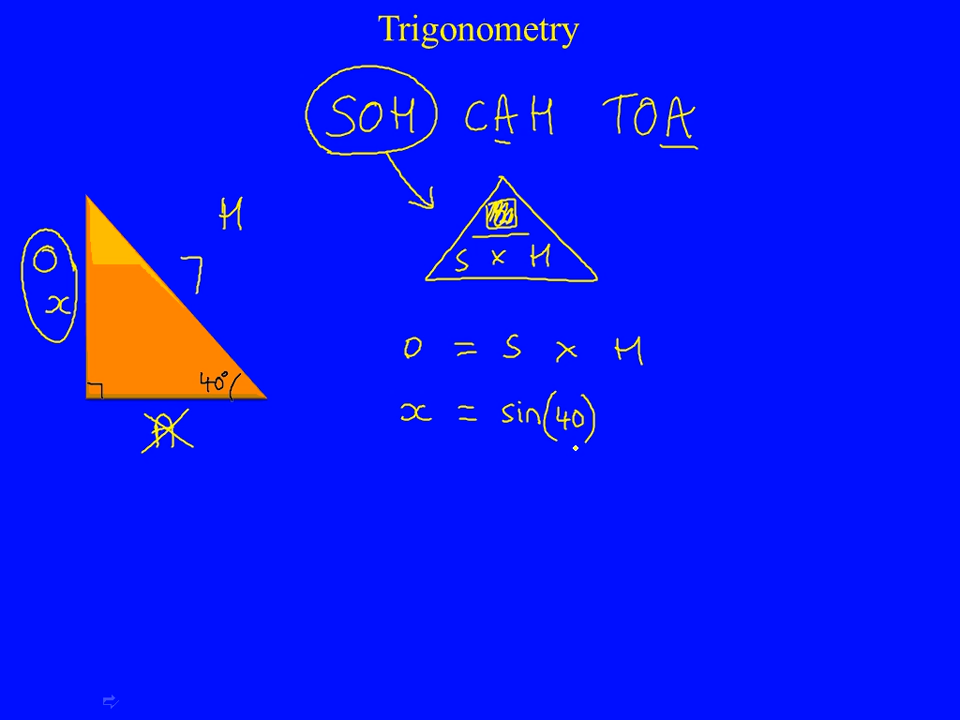 Trigonometry
SOH CAH TOA
S x H
H
O
7
x
40°
A
O = S x H
x = sin(40)